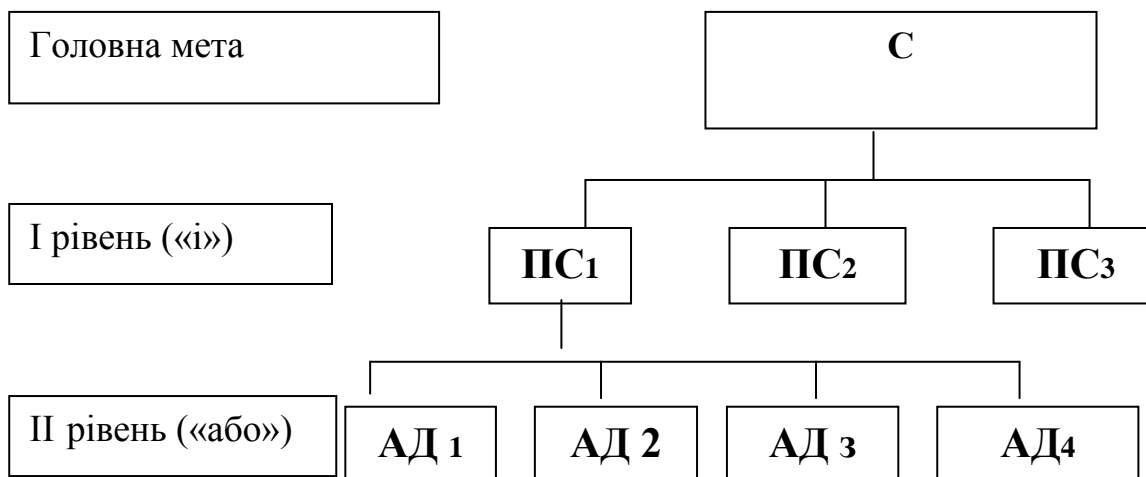 Головна мета
С
І рівень («і»)
ПС1
ПС2
ПС3
ІІ рівень («або»)
АД 1
АД 2
АД 3
АД4